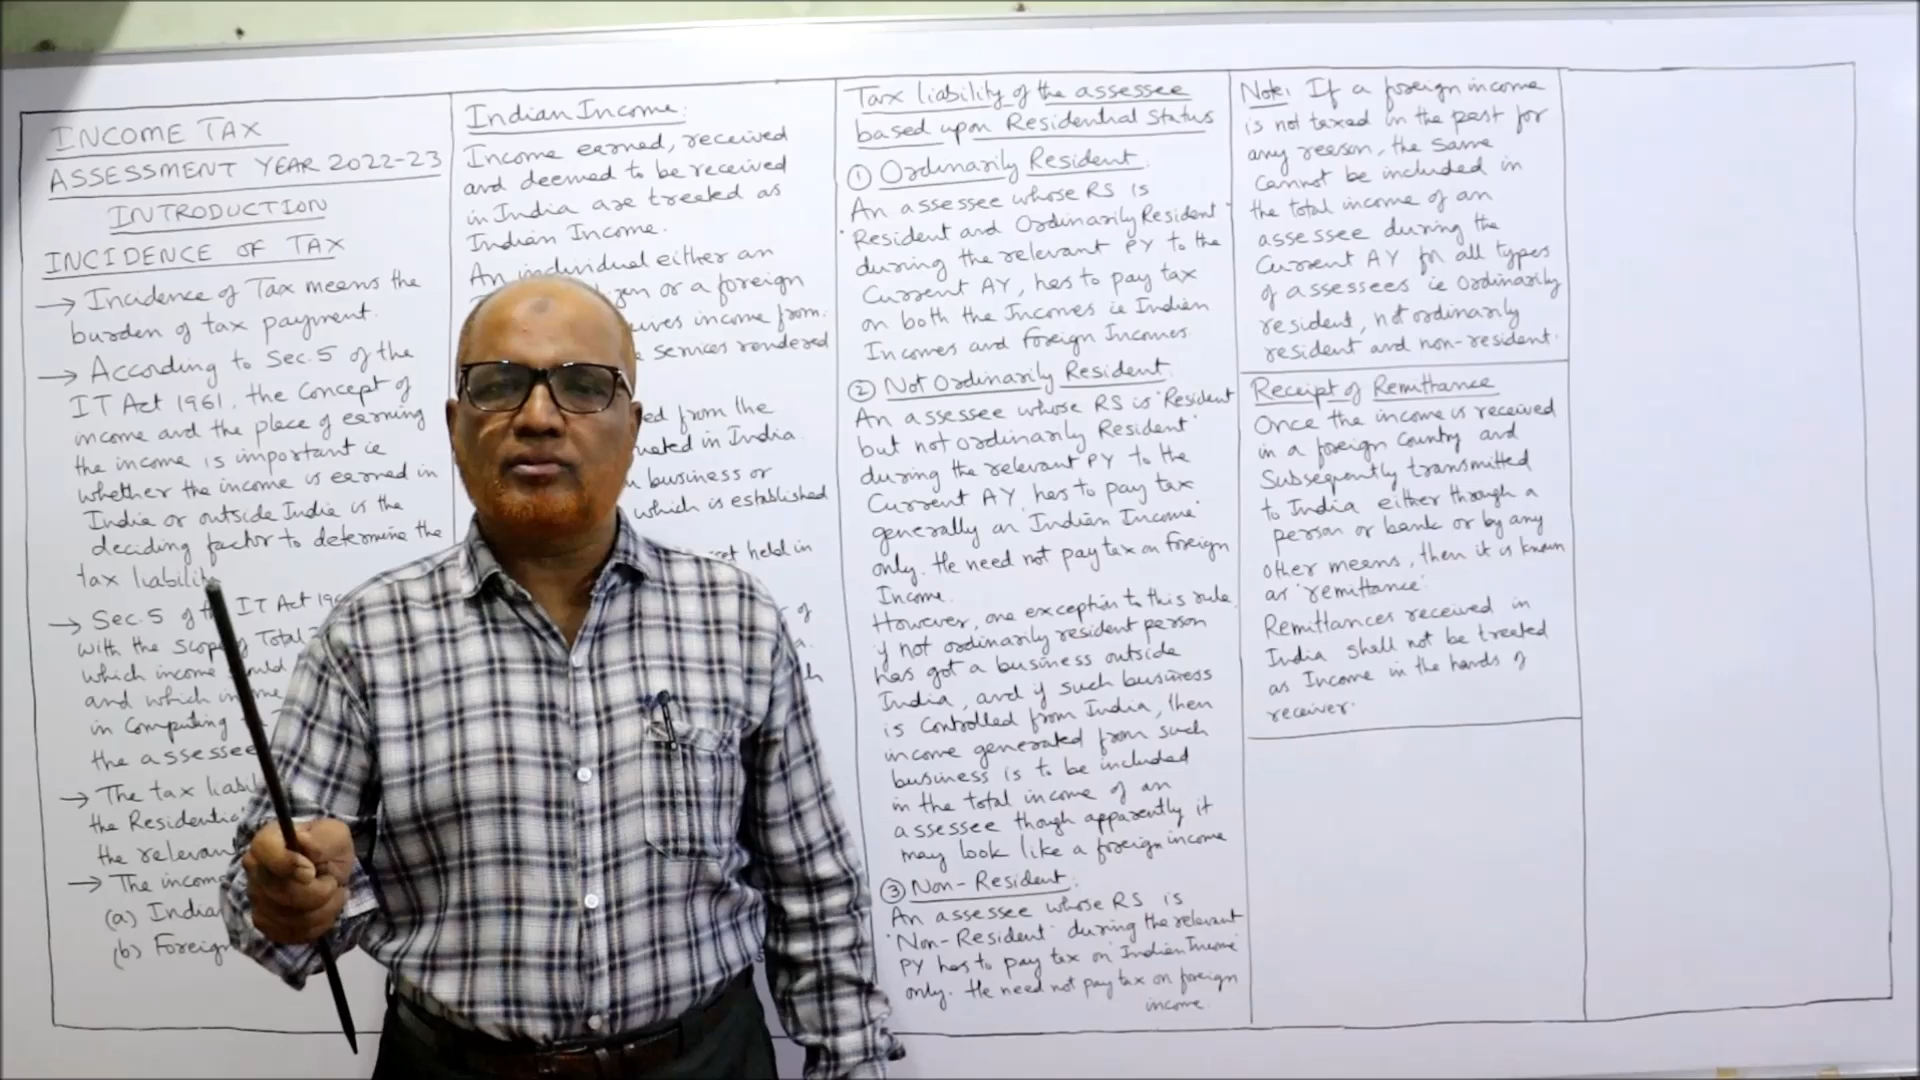 INCOME TAX
ASSESSMENT YEAR 2022-23
INTRODUCTION
INCIDENCE OF TAX
→ Incidence of Tax means the
burden of tax payment.
→ According to Sec. 5 of the
IT Act 1961, the concept of
income and the place of earning
the income is important ie
whether the income is earned in
India or outside India is the
deciding factor to determine the
tax liability
→ Sec. 5 of the IT Act 196
with the scope of Total
which income
and which income
in computing
the assessee
→ The tax
the
the
→ The
(a)
(b) Foreign
Indian Income:
Income earned, received
and deemed to be received
in India are treated as
Indian Income.
An individual either an
or a foreign
income from
services rendered
from the
in India
business or
which is established
held in
of
Tax liability of the assessee
based upon Residential Status
① Ordinarily Resident:
An assessee whose RS is
'Resident and Ordinarily Resident'
during the relevant PY to the
Current AY, has to pay tax
on both the Incomes ie Indian
Incomes and Foreign Incomes
② Not Ordinarily Resident:
An assessee whose RS is 'Resident
but not ordinarily Resident'
during the relevant PY to the
Current AY, has to pay tax
generally on 'Indian Income'
only. He need not pay tax on foreign
Income.
However, one exception to this rule,
if not ordinarily resident person
has got a business outside
India, and if such business
is controlled from India, then
income generated from such
business is to be included
in the total income of an
assessee though apparently it
may look like a foreign income
③ Non-Resident:
An assessee whose RS is
'Non-Resident' during the relevant
PY has to pay tax on 'Indian Income'
only. He need not pay tax on foreign
income.
Note: If a foreign income
is not taxed in the past for
any reason, the same
cannot be included in
the total income of an
assessee during the
Current AY for all types
of assessees ie Ordinarily
resident, not ordinarily
resident and non-resident.
Receipt of Remittance
Once the income is received
in a foreign country and
Subsequently transmitted
to India either through a
person or bank or by any
other means, then it is known
as 'remittance'.
Remittances received in
India shall not be treated
as Income in the hands of
receiver.